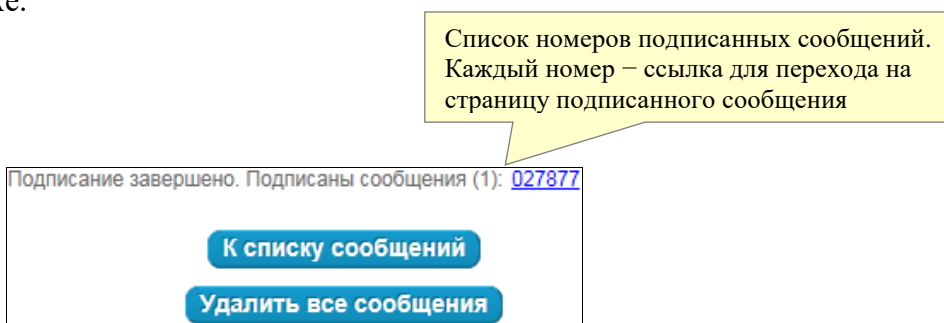 Список номеров подписанных сообщений.
Каждый номер − ссылка для перехода на
страницу подписанного сообщения
Подписание завершено. Подписаны сообщения (1): 027877
К списку сообщений
Удалить все сообщения